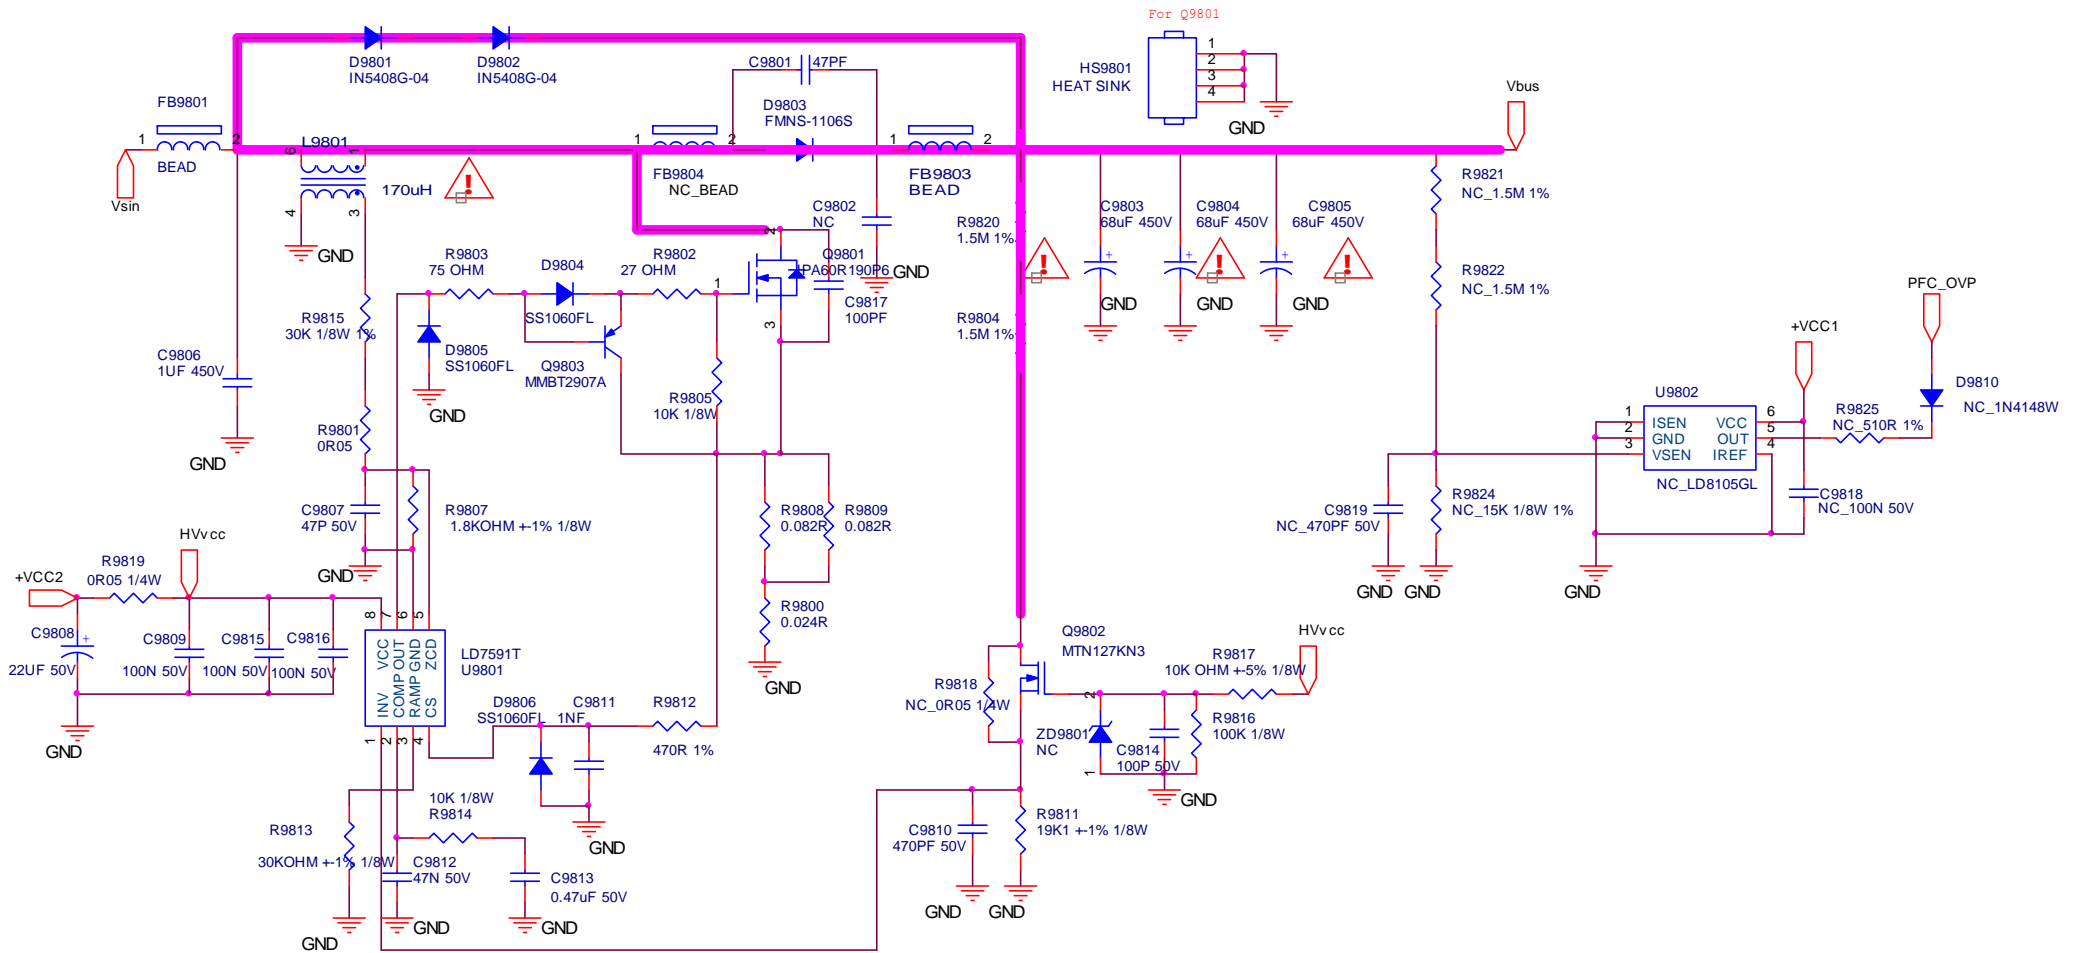 For Q9801
D9801
IN5408G-04
D9802
IN5408G-04
C9801
47PF
HS9801
HEAT SINK
1
2
3
4
GND
Vbus
FB9801
1
2
BEAD
Vsin
L9801
6
1
4
3
170uH
GND
1
2
FB9804
NC_BEAD
D9803
FMNS-1106S
1
2
FB9803
BEAD
C9802
NC
GND
R9803
75 OHM
D9804
SS1060FL
R9802
27 OHM
1
2
3
Q9801
IPA60R190P6
C9817
100PF
R9820
1.5M 1%
R9804
1.5M 1%
C9803
68uF 450V
GND
C9804
68uF 450V
GND
C9805
68uF 450V
GND
R9821
NC_1.5M 1%
R9822
NC_1.5M 1%
PFC_OVP
+VCC1
D9810
NC_1N4148W
R9815
30K 1/8W 1%
D9805
SS1060FL
GND
Q9803
MMBT2907A
R9805
10K 1/8W
C9806
1UF 450V
GND
R9801
0R05
U9802
1
2
3
ISEN
GND
VSEN
VCC
OUT
IREF
6
5
4
NC_LD8105GL
R9825
NC_510R 1%
C9818
NC_100N 50V
C9819
NC_470PF 50V
R9824
NC_15K 1/8W 1%
GND
GND
GND
C9807
47P 50V
R9807
1.8KOHM +-1% 1/8W
GND
R9808
0.082R
R9809
0.082R
R9800
0.024R
GND
HVvcc
+VCC2
R9819
0R05 1/4W
C9808
22UF 50V
C9809
100N 50V
C9815
100N 50V
C9816
100N 50V
GND
8
7
6
5
VCC
OUT
GND
ZCD
INV
COMP
RAMP
CS
1
2
3
4
LD7591T
U9801
D9806
SS1060FL
C9811
1NF
R9812
470R 1%
GND
Q9802
MTN127KN3
R9818
NC_0R05 1/4W
HVvcc
R9817
10K OHM +-5% 1/8W
2
1
ZD9801
NC
C9814
100P 50V
R9816
100K 1/8W
GND
R9813
30KOHM +-1% 1/8W
GND
10K 1/8W
R9814
C9812
47N 50V
GND
C9813
0.47uF 50V
GND
C9810
470PF 50V
GND
R9811
19K1 +-1% 1/8W
GND